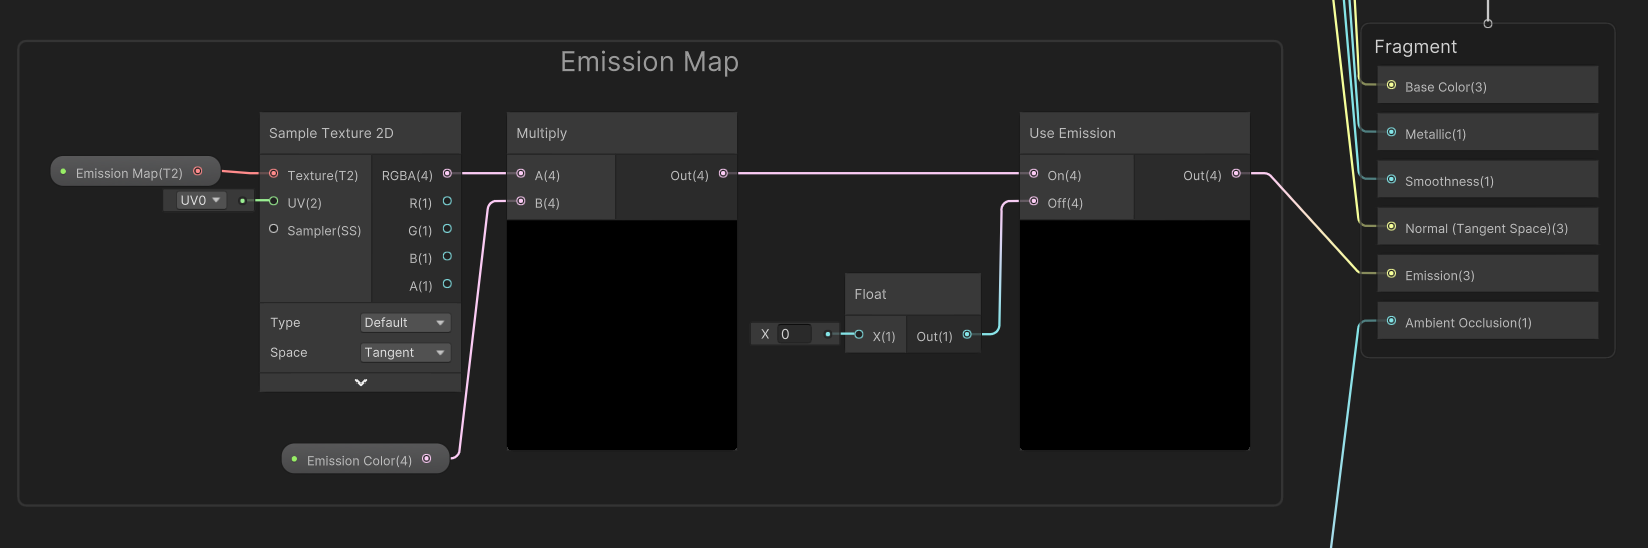 Emission Map
Emission Map(T2)
UV0
Sample Texture 2D
Texture(T2)
UV(2)
Sampler(SS)
RGBA(4)
R(1)
G(1)
B(1)
A(1)
Type
Default
Space
Tangent
Emission Color(4)
Multiply
A(4)
B(4)
Out(4)
X
0
Float
X(1)
Out(1)
Use Emission
On(4)
Off(4)
Out(4)
Fragment
Base Color(3)
Metallic(1)
Smoothness(1)
Normal (Tangent Space)(3)
Emission(3)
Ambient Occlusion(1)